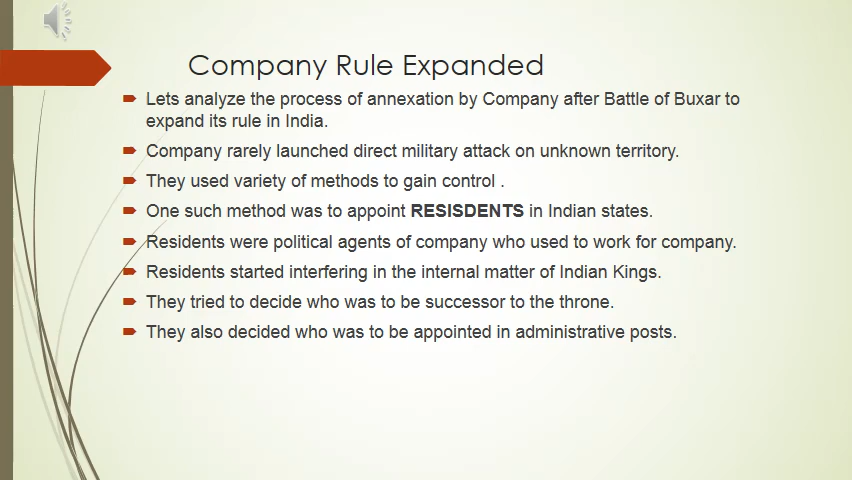 Company Rule Expanded
Lets analyze the process of annexation by Company after Battle of Buxar to
expand its rule in India.
Company rarely launched direct military attack on unknown territory.
They used variety of methods to gain control .
One such method was to appoint RESISDENTS in Indian states.
Residents were political agents of company who used to work for company.
Residents started interfering in the internal matter of Indian Kings.
They tried to decide who was to be successor to the throne.
They also decided who was to be appointed in administrative posts.